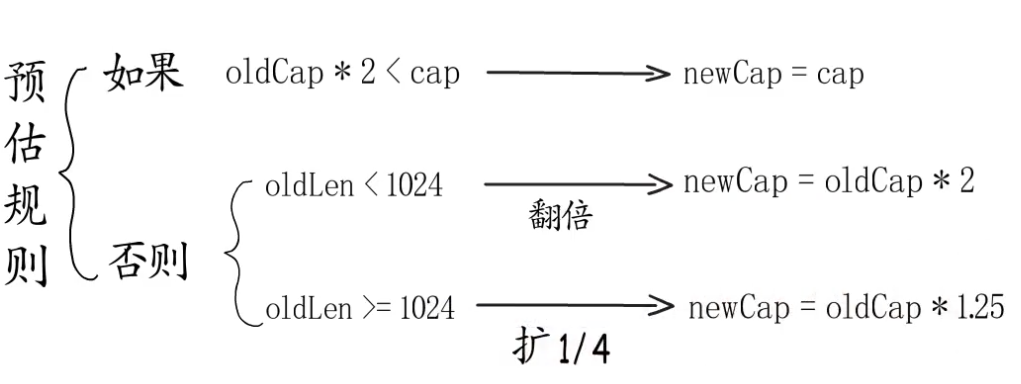 预估规则
如果 oldCap * 2 < cap newCap = cap
oldLen < 1024 翻倍 newCap = oldCap * 2
否则
oldLen >= 1024 扩1/4 newCap = oldCap * 1.25